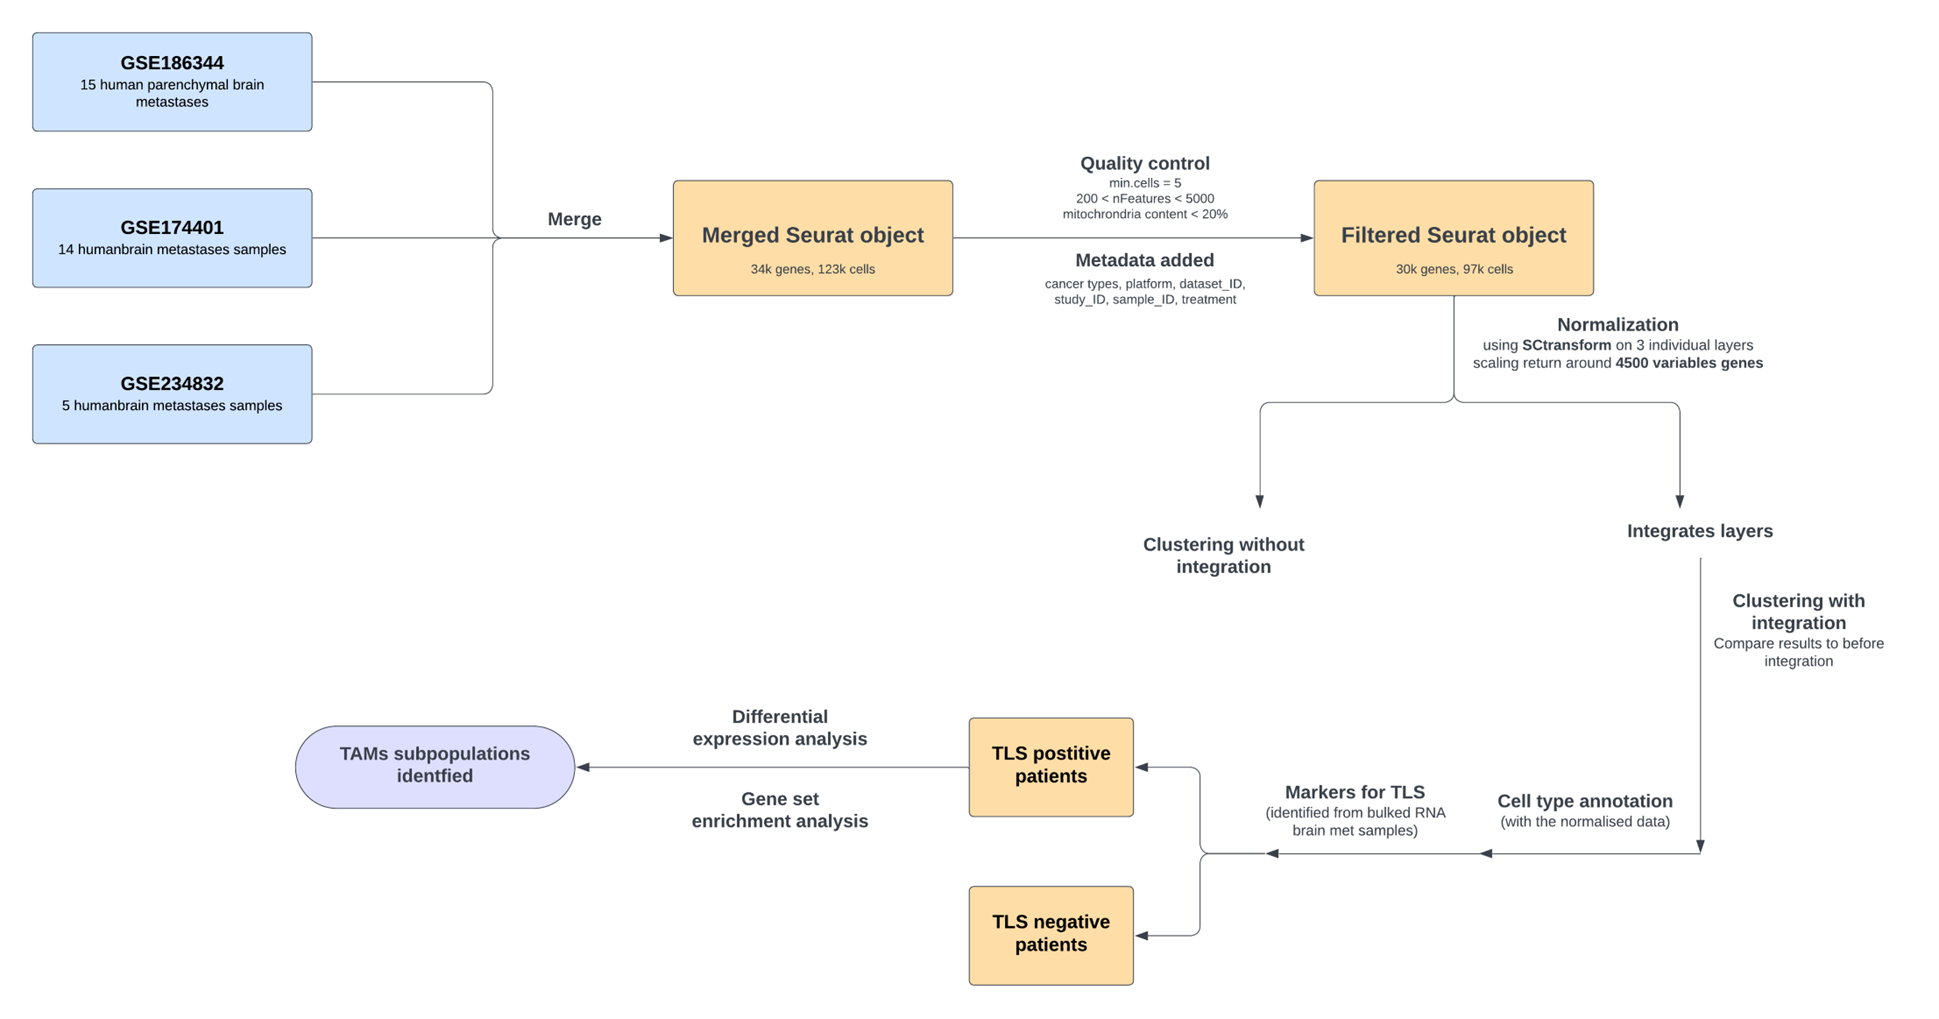 GSE186344
15 human parenchymal brain
metastases
GSE174401
14 humanbrain metastases samples
GSE234832
5 humanbrain metastases samples
Merge
Merged Seurat object
34k genes, 123k cells
Quality control
min.cells = 5
200 < nFeatures < 5000
mitochrondria content < 20%
Metadata added
cancer types, platform, dataset_ID,
study_ID, sample_ID, treatment
Filtered Seurat object
30k genes, 97k cells
Normalization
using SCtransform on 3 individual layers
scaling return around 4500 variables genes
Clustering without
integration
Integrates layers
Clustering with
integration
Compare results to before
integration
Cell type annotation
(with the normalised data)
Markers for TLS
(identified from bulked RNA
brain met samples)
TLS postitive
patients
TLS negative
patients
Differential
expression analysis
Gene set
enrichment analysis
TAMs subpopulations
identfied